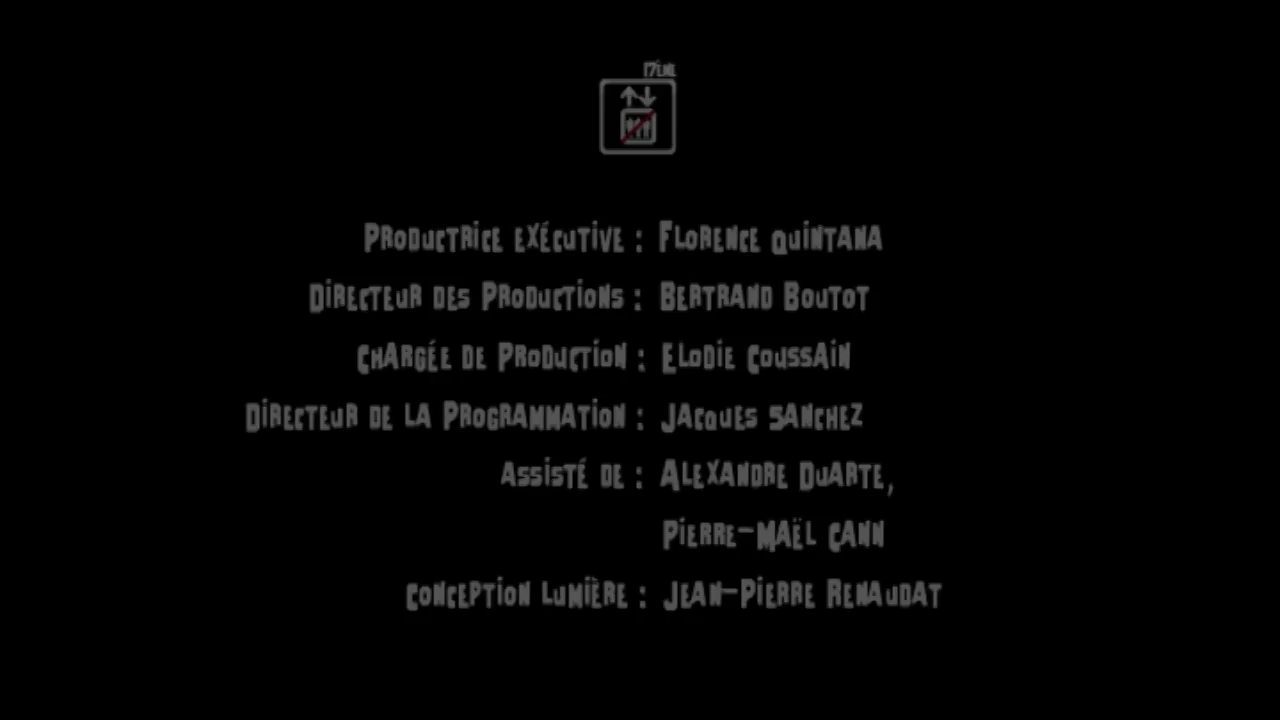 17ème
Productrice exécutive : Florence Quintana
Directeur des Productions : Bertrand Boutot
Chargée de Production : Elodie Coussain
Directeur de la Programmation : Jacques Sanchez
Assisté de : Alexandre Duarte,
Pierre-Maël Cann
Conception Lumière : Jean-Pierre Renaudat